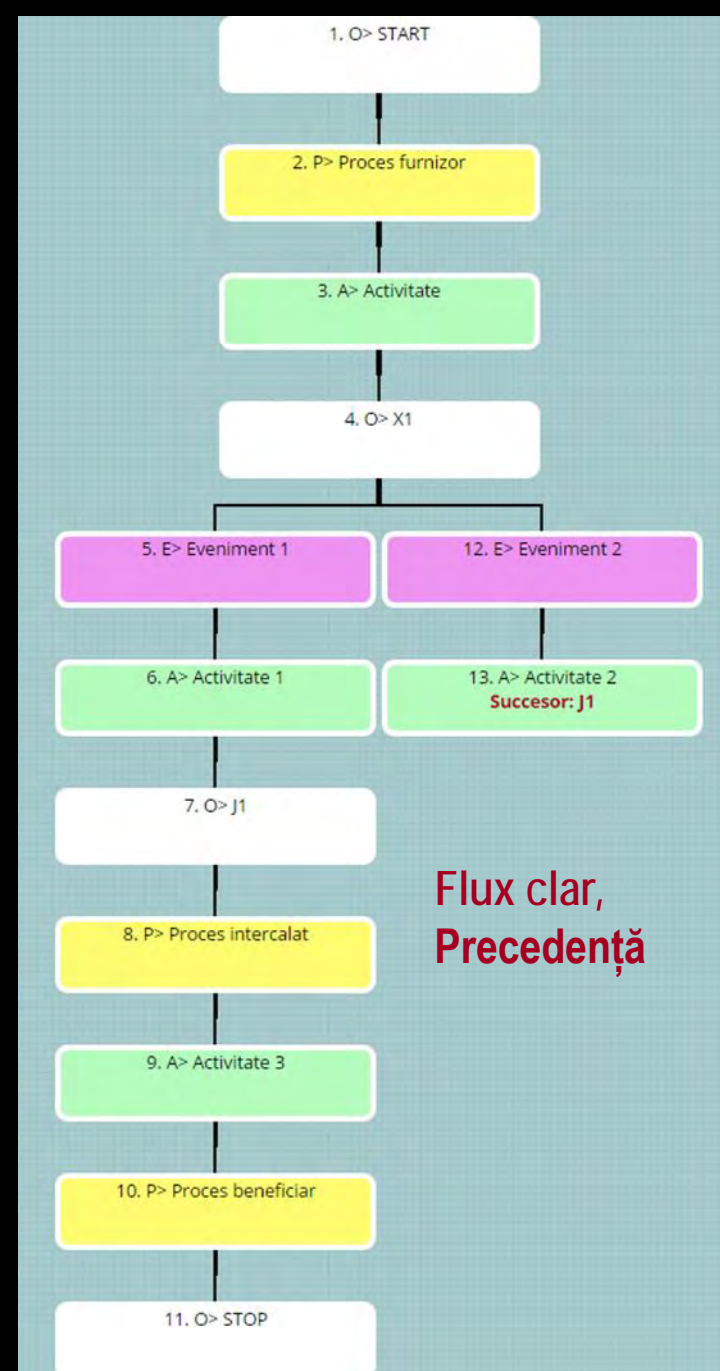 1. O> START
2. P> Proces furnizor
3. A> Activitate
4. O> X1
5. E> Eveniment 1
12. E> Eveniment 2
6. A> Activitate 1
13. A> Activitate 2
Succesor: J1
7. O> J1
Flux clar,
Precedență
8. P> Proces intercalat
9. A> Activitate 3
10. P> Proces beneficiar
11. O> STOP